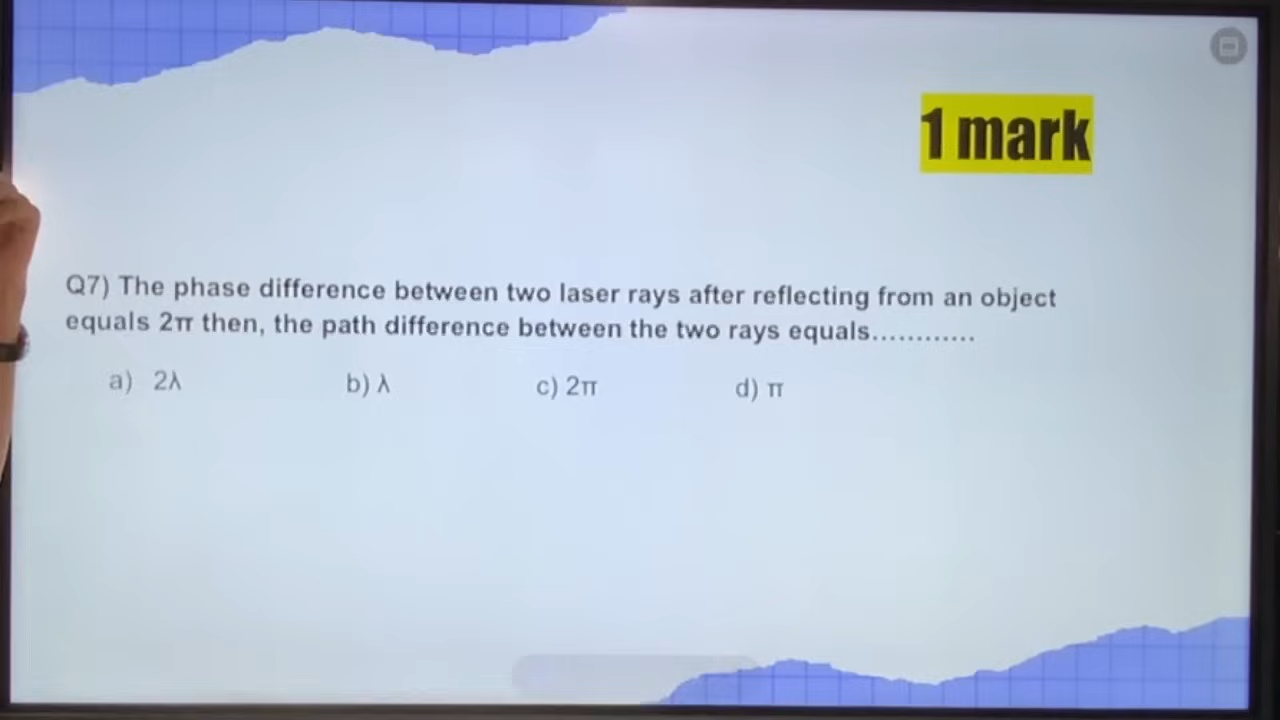 1 mark
Q7) The phase difference between two laser rays after reflecting from an object
equals 2π then, the path difference between the two rays equals............
a) 2λ b) λ c) 2π d) π